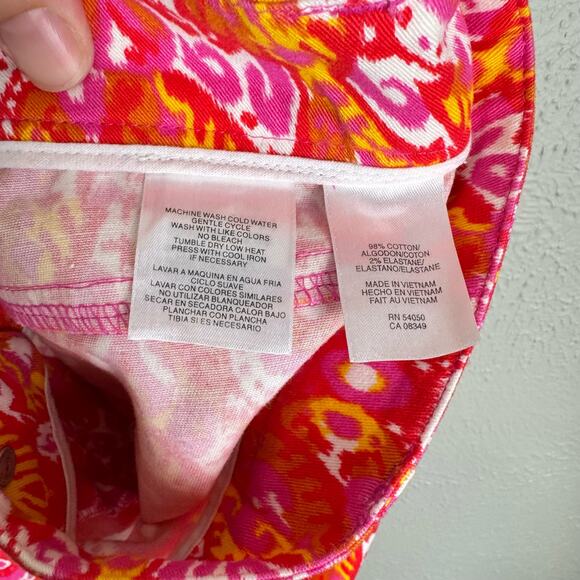 MACHINE WASH COLD WATER
GENTLE CYCLE
WASH WITH LIKE COLORS
NO BLEACH
TUMBLE DRY LOW HEAT
PRESS WITH COOL IRON
IF NECESSARY
LAVAR A MAQUINA EN AGUA FRIA
CICLO SUAVE
LAVAR CON COLORES SIMILARES
NO UTILIZAR BLANQUEADOR
SECAR EN SECADORA CALOR BAJO
PLANCHAR CON PLANCHA
TIBIA SI ES NECESARIO
98% COTTON/
ALGODON/COTON
2% ELASTANE/
ELASTANO/ELASTANE
MADE IN VIETNAM
HECHO EN VIETNAM
FAIT AU VIETNAM
RN 54050
CA 08349